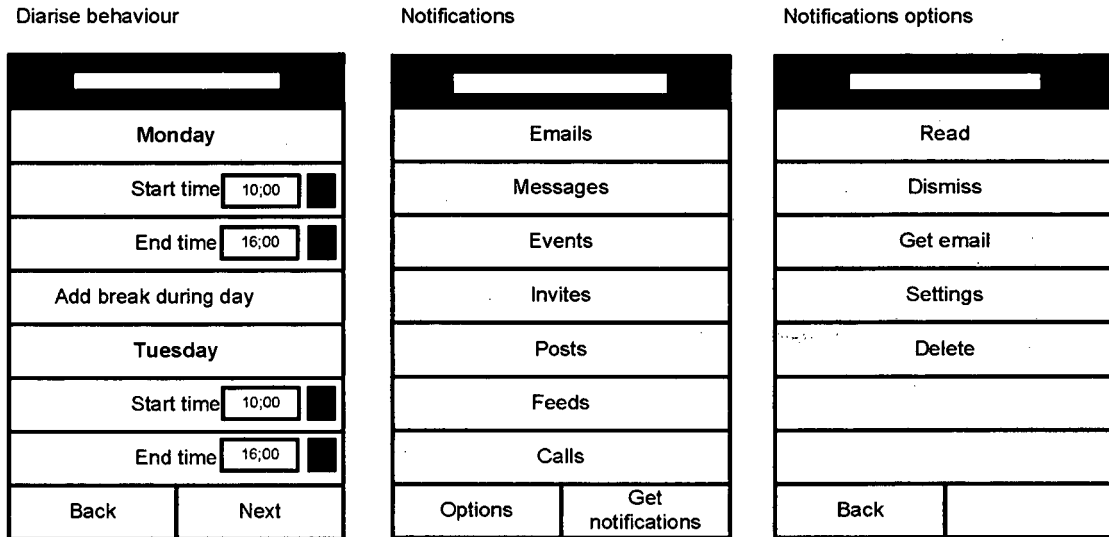 Diarise behaviour
Monday
Start time 10;00
End time 16;00
Add break during day
Tuesday
Start time 10;00
End time 16;00
Back Next
Notifications
Emails
Messages
Events
Invites
Posts
Feeds
Calls
Options Get
notifications
Notifications options
Read
Dismiss
Get email
Settings
Delete
Back